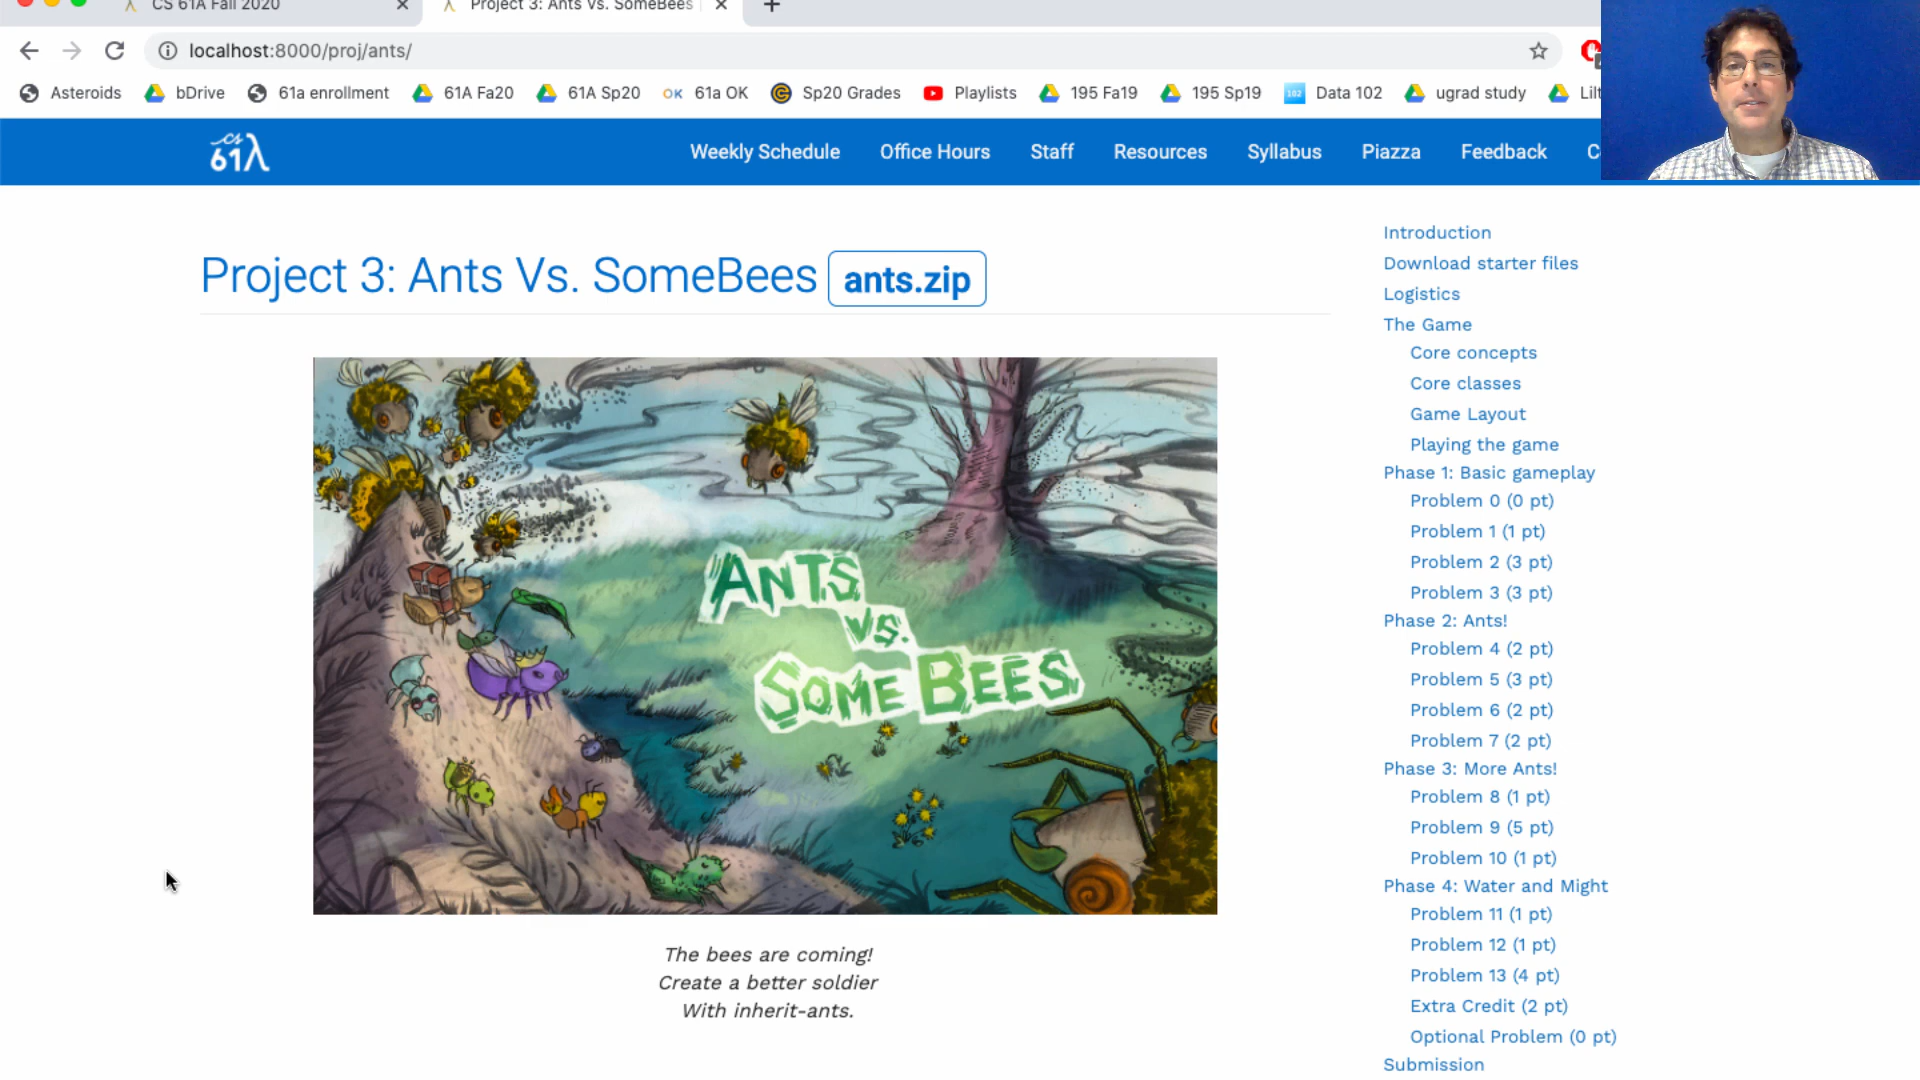 CS 61A Fall 2020
Project 3: Ants Vs. SomeBees
localhost:8000/proj/ants/
Asteroids
bDrive
61a enrollment
61A Fa20
61A Sp20
OK 61a OK
Sp20 Grades
Playlists
195 Fa19
195 Sp19
102 Data 102
ugrad study
cs 61λ
Weekly Schedule
Office Hours
Staff
Resources
Syllabus
Piazza
Feedback
Project 3: Ants Vs. SomeBees
ants.zip
ANTS
VS.
SOME BEES
The bees are coming!
Create a better soldier
With inherit-ants.
Introduction
Download starter files
Logistics
The Game
Core concepts
Core classes
Game Layout
Playing the game
Phase 1: Basic gameplay
Problem 0 (0 pt)
Problem 1 (1 pt)
Problem 2 (3 pt)
Problem 3 (3 pt)
Phase 2: Ants!
Problem 4 (2 pt)
Problem 5 (3 pt)
Problem 6 (2 pt)
Problem 7 (2 pt)
Phase 3: More Ants!
Problem 8 (1 pt)
Problem 9 (5 pt)
Problem 10 (1 pt)
Phase 4: Water and Might
Problem 11 (1 pt)
Problem 12 (1 pt)
Problem 13 (4 pt)
Extra Credit (2 pt)
Optional Problem (0 pt)
Submission